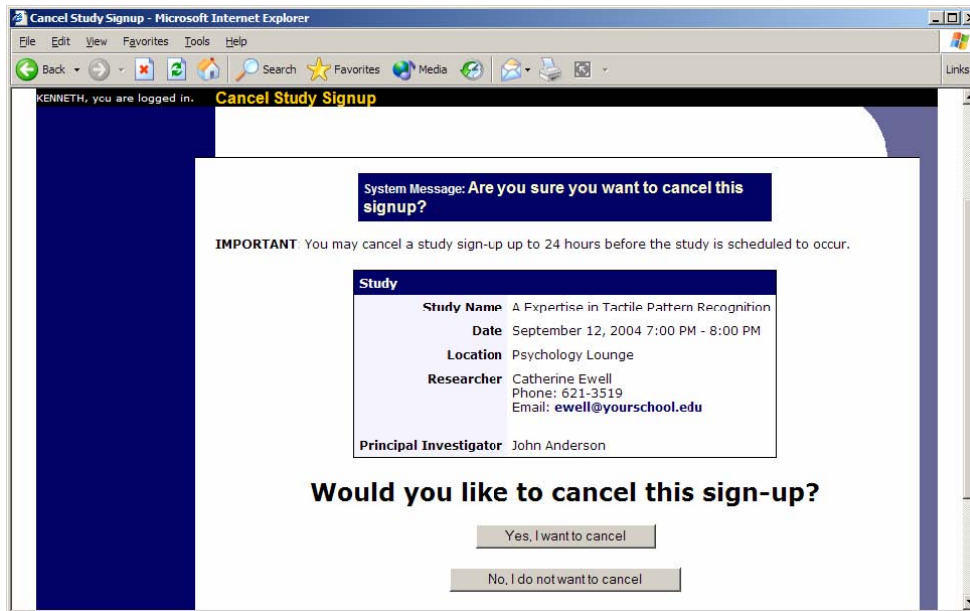 Cancel Study Signup - Microsoft Internet Explorer
File Edit View Favorites Tools Help
Back Search Favorites Media Links
KENNETH, you are logged in. Cancel Study Signup
System Message: Are you sure you want to cancel this
signup?
IMPORTANT: You may cancel a study sign-up up to 24 hours before the study is scheduled to occur.
Study
Study Name A Expertise in Tactile Pattern Recognition
Date September 12, 2004 7:00 PM - 8:00 PM
Location Psychology Lounge
Researcher Catherine Ewell
Phone: 621-3519
Email: ewell@yourschool.edu
Principal Investigator John Anderson
Would you like to cancel this sign-up?
Yes, I want to cancel
No, I do not want to cancel